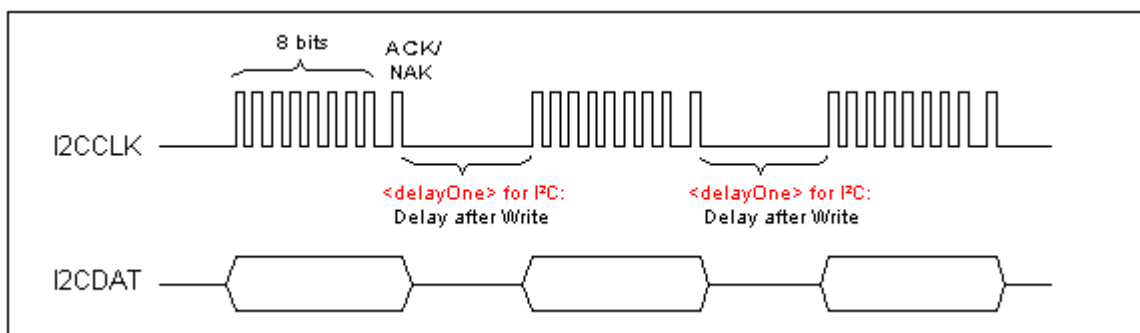 8 bits
ACK/
NAK
I2CCLK
<delayOne> for I²C:
Delay after Write
<delayOne> for I²C:
Delay after Write
I2CDAT